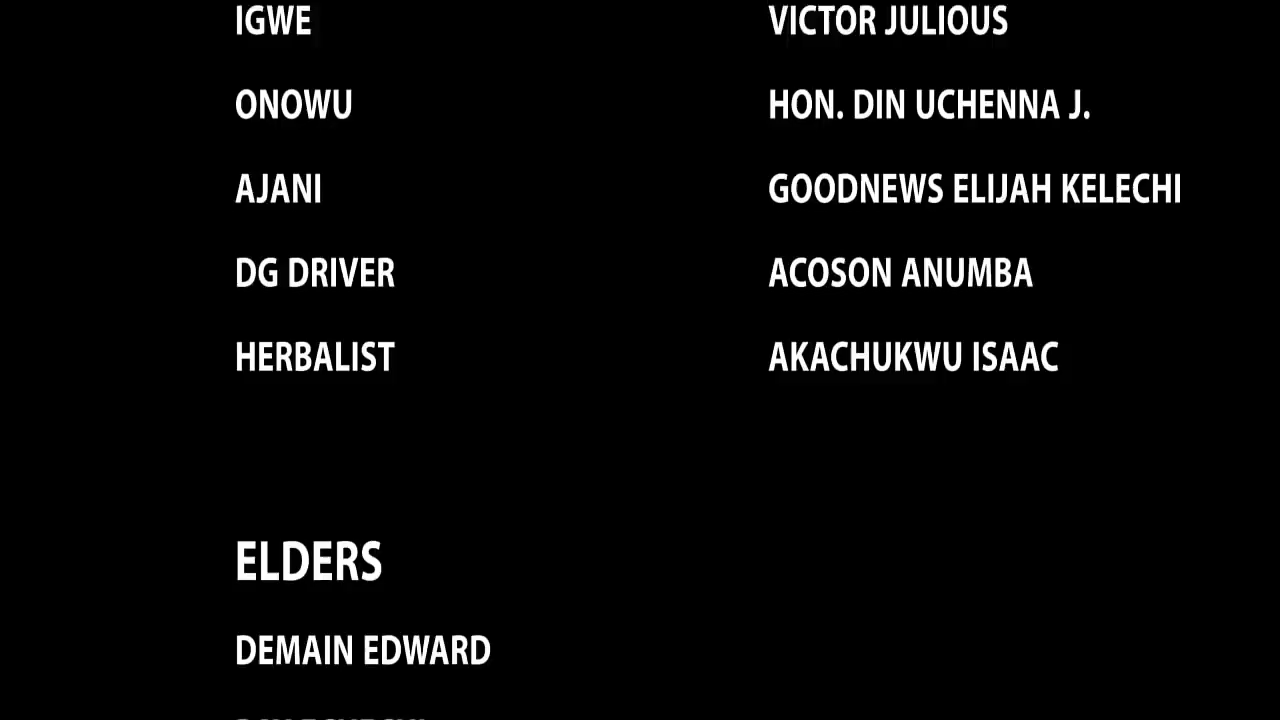 IGWE VICTOR JULIOUS
ONOWU HON. DIN UCHENNA J.
AJANI GOODNEWS ELIJAH KELECHI
DG DRIVER ACOSON ANUMBA
HERBALIST AKACHUKWU ISAAC
ELDERS
DEMAIN EDWARD